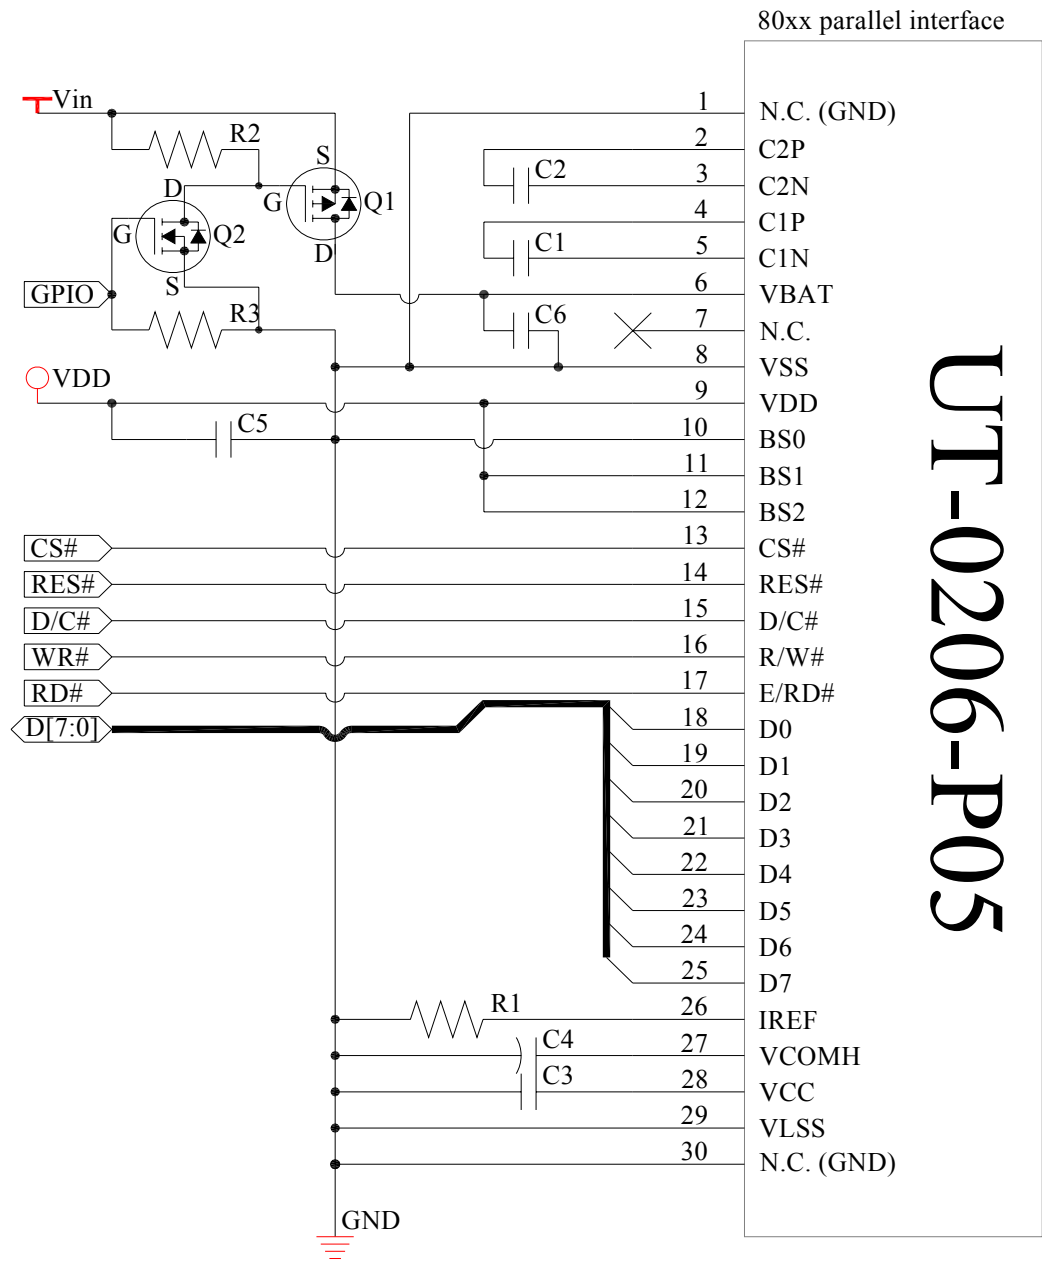 80xx parallel interface
Vin
R2
S
D
G
Q1
G
Q2
D
S
GPIO
R3
VDD
C5
C2
C1
C6
1 N.C. (GND)
2 C2P
3 C2N
4 C1P
5 C1N
6 VBAT
7 N.C.
8 VSS
9 VDD
10 BS0
11 BS1
12 BS2
CS# 13 CS#
RES# 14 RES#
D/C# 15 D/C#
WR# 16 R/W#
RD# 17 E/RD#
D[7:0] 18 D0
19 D1
20 D2
21 D3
22 D4
23 D5
24 D6
25 D7
R1 26 IREF
C4 27 VCOMH
C3 28 VCC
29 VLSS
30 N.C. (GND)
GND
UT-0206-P05